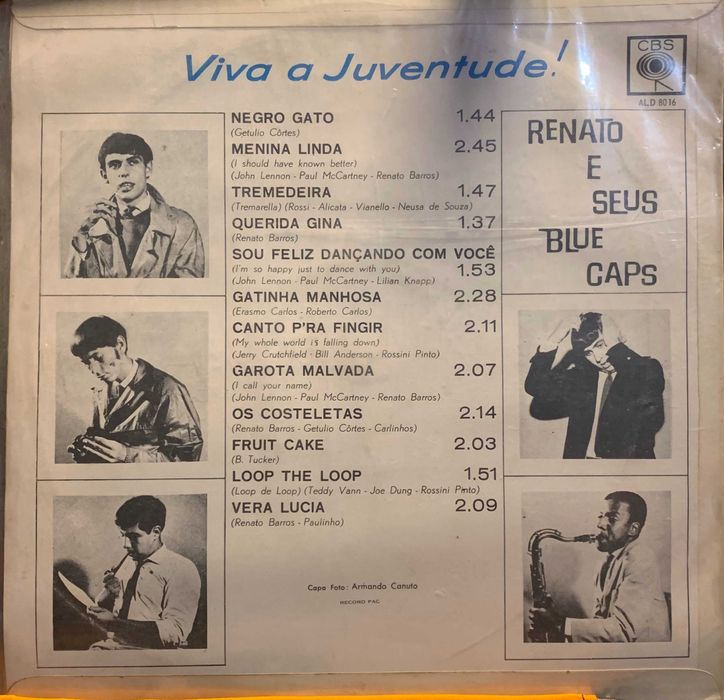 Viva a Juventude!
CBS
ALD 8016
NEGRO GATO 1.44
(Getulio Côrtes)
MENINA LINDA 2.45
(I should have known better)
(John Lennon - Paul McCartney - Renato Barros)
TREMEDEIRA 1.47
(Tremarella) (Rossi - Alicata - Vianello - Neusa de Souza)
QUERIDA GINA 1.37
(Renato Barros)
SOU FELIZ DANÇANDO COM VOCÊ
(I'm so happy just to dance with you) 1.53
(John Lennon - Paul McCartney - Lilian Knapp)
GATINHA MANHOSA 2.28
(Erasmo Carlos - Roberto Carlos)
CANTO P'RA FINGIR 2.11
(My whole world is falling down)
(Jerry Crutchfield - Bill Anderson - Rossini Pinto)
GAROTA MALVADA 2.07
(I call your name)
(John Lennon - Paul McCartney - Renato Barros)
OS COSTELETAS 2.14
(Renato Barros - Getulio Côrtes - Carlinhos)
FRUIT CAKE 2.03
(B. Tucker)
LOOP THE LOOP 1.51
(Loop de Loop) (Teddy Vann - Joe Dung - Rossini Pinto)
VERA LUCIA 2.09
(Renato Barros - Paulinho)
Capa Foto: Armando Canuto
RECORD PAC
RENATO
E
SEUS
BLUE
CAPS